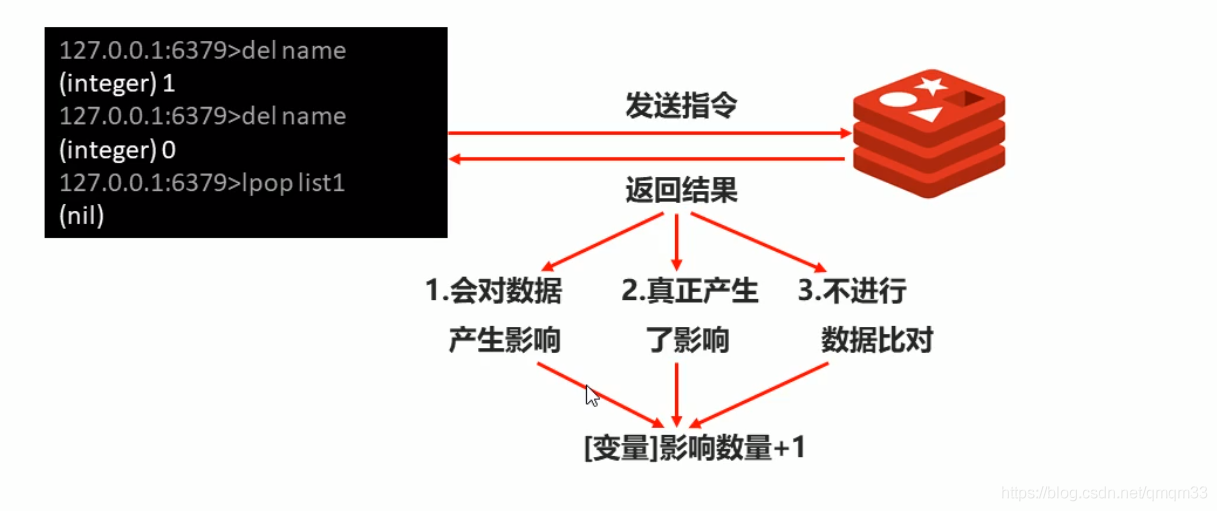 127.0.0.1:6379>del name
(integer) 1
127.0.0.1:6379>del name
(integer) 0
127.0.0.1:6379>lpop list1
(nil)
发送指令
返回结果
1.会对数据
产生影响
2.真正产生
了影响
3.不进行
数据比对
[变量]影响数量+1
https://blog.csdn.net/qmqm33